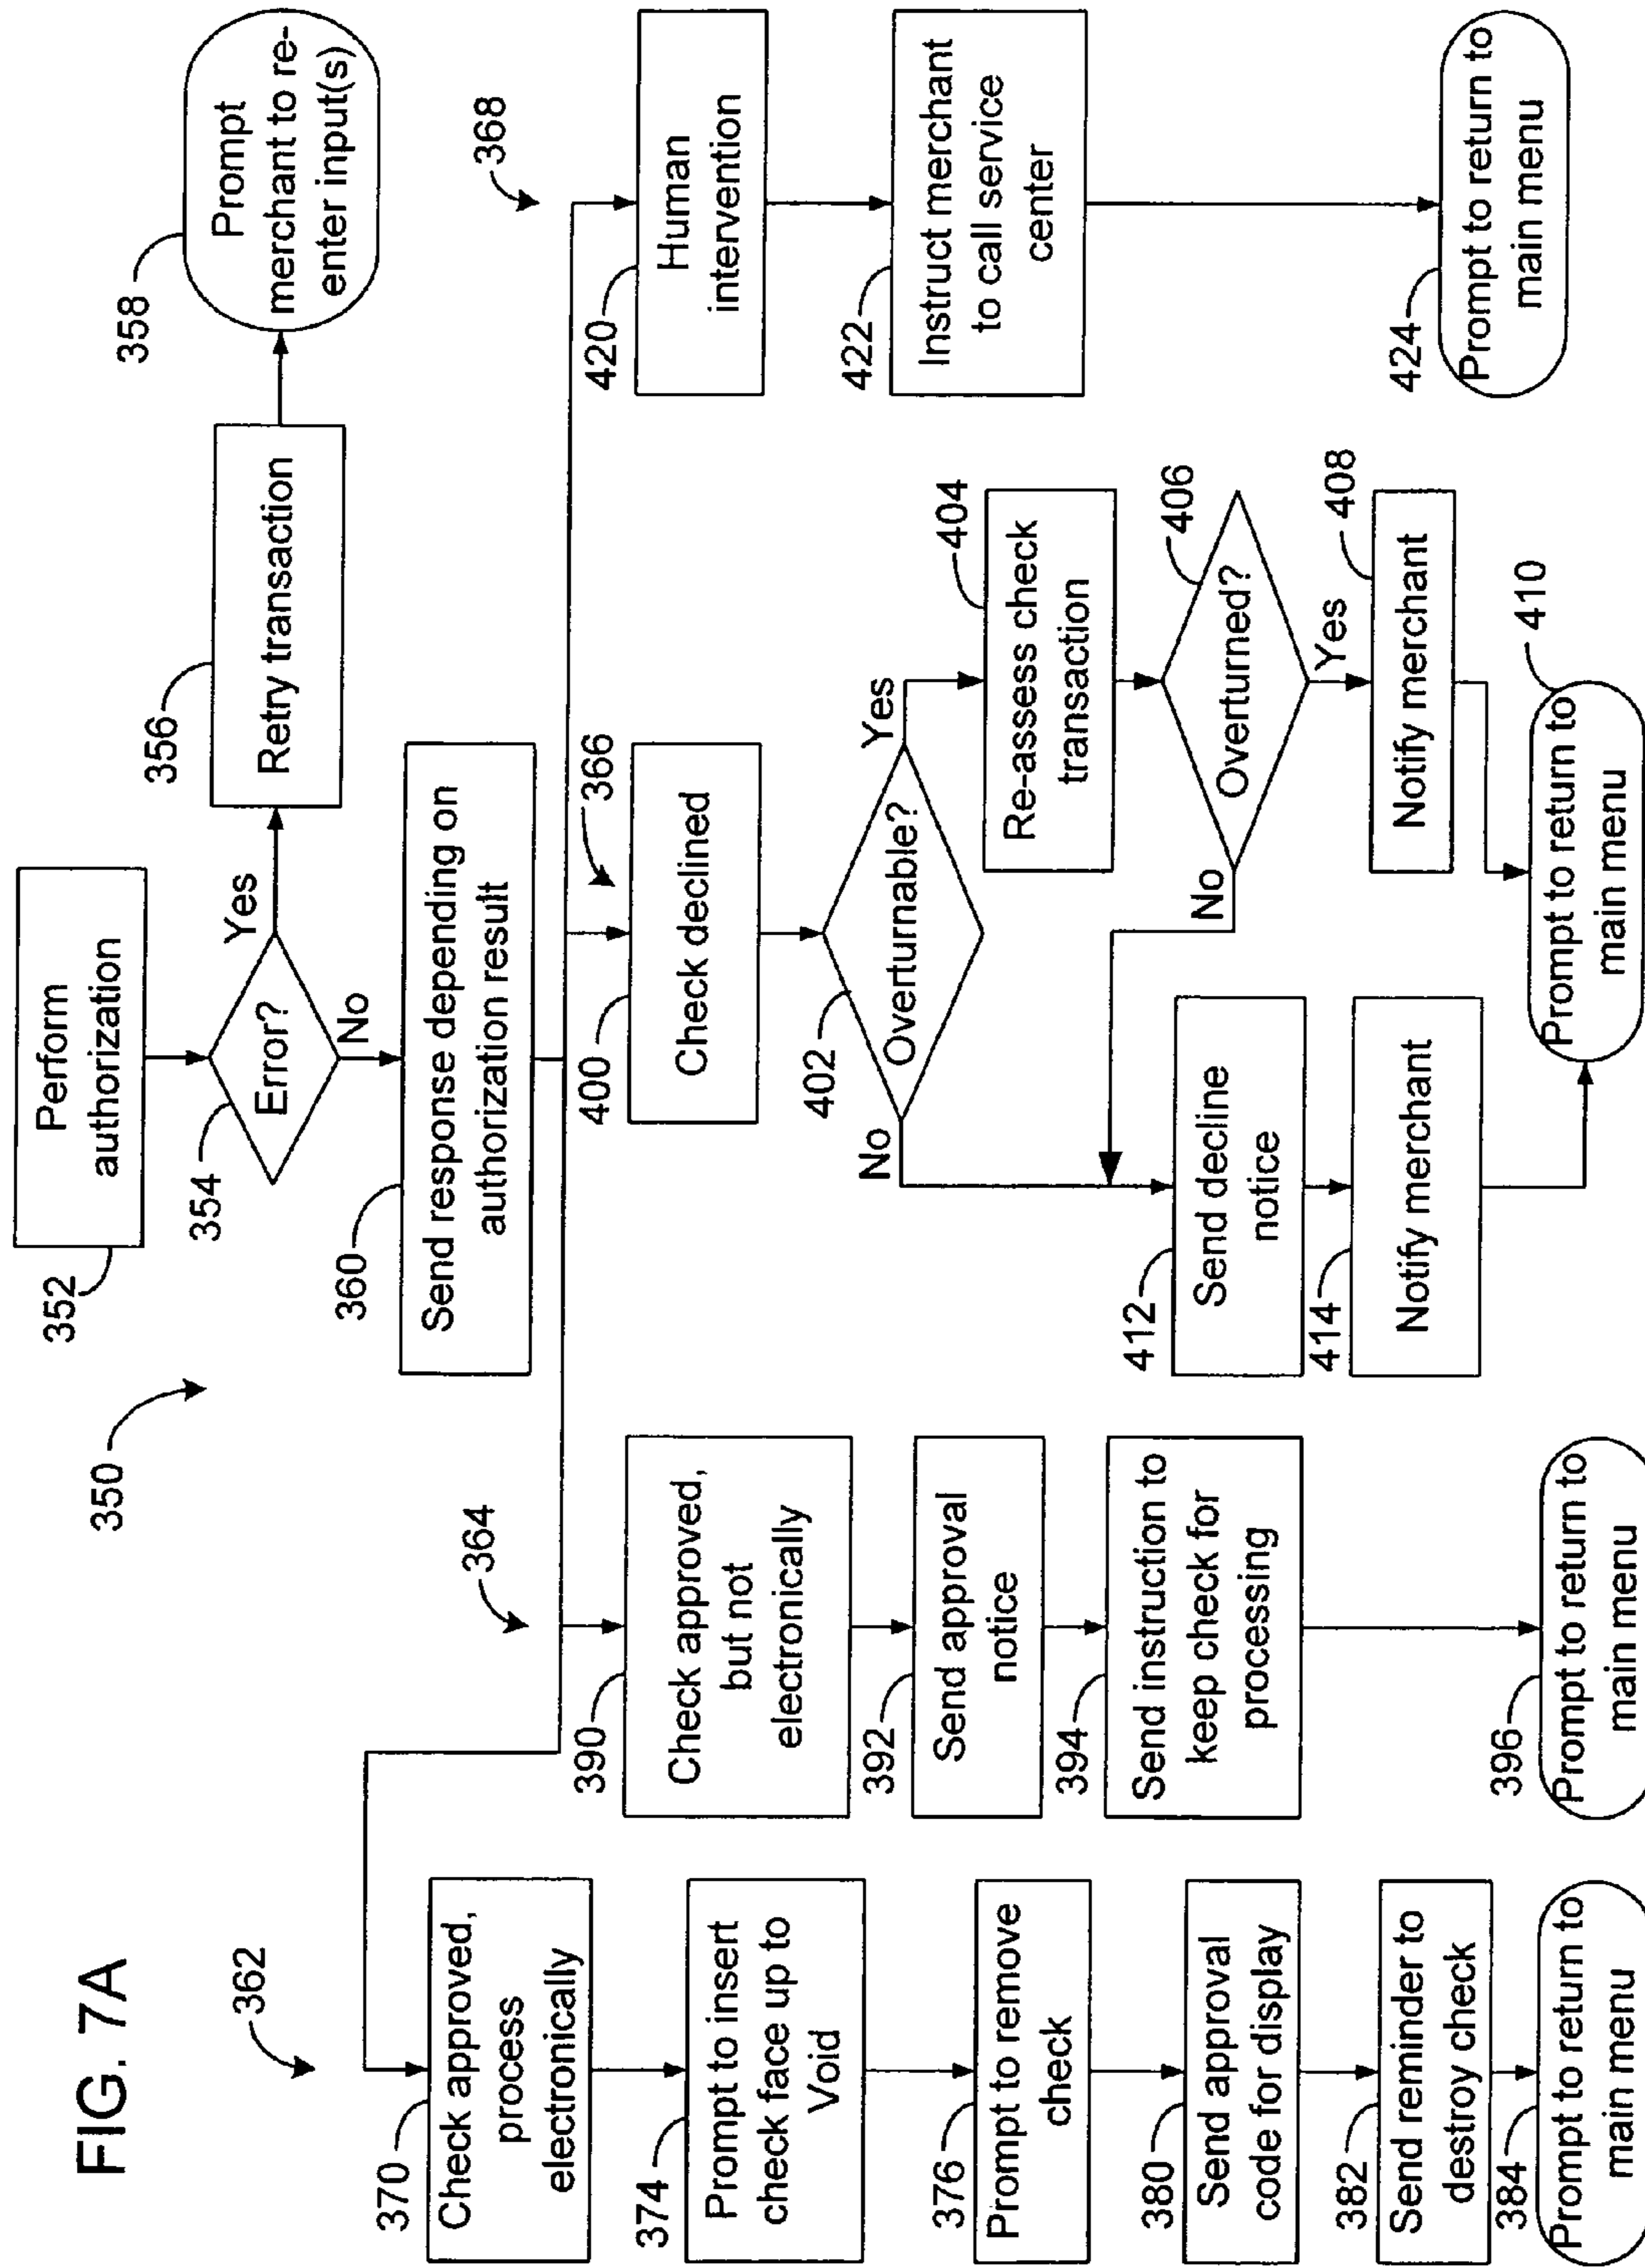 FIG. 7A
350
352
Perform
authorization
354
Error?
Yes
No
356
Retry transaction
358
Prompt
merchant to re-
enter input(s)
360
Send response depending on
authorization result
362
370
Check approved,
process
electronically
374
Prompt to insert
check face up to
Void
376
Prompt to remove
check
380
Send approval
code for display
382
Send reminder to
destroy check
384
Prompt to return to
main menu
364
390
Check approved,
but not
electronically
392
Send approval
notice
394
Send instruction to
keep check for
processing
396
Prompt to return to
main menu
366
400
Check declined
402
Overturnable?
No
Yes
404
Re-assess check
transaction
406
Overturned?
No
Yes
408
Notify merchant
410
Prompt to return to
main menu
412
Send decline
notice
414
Notify merchant
368
420
Human
intervention
422
Instruct merchant
to call service
center
424
Prompt to return to
main menu